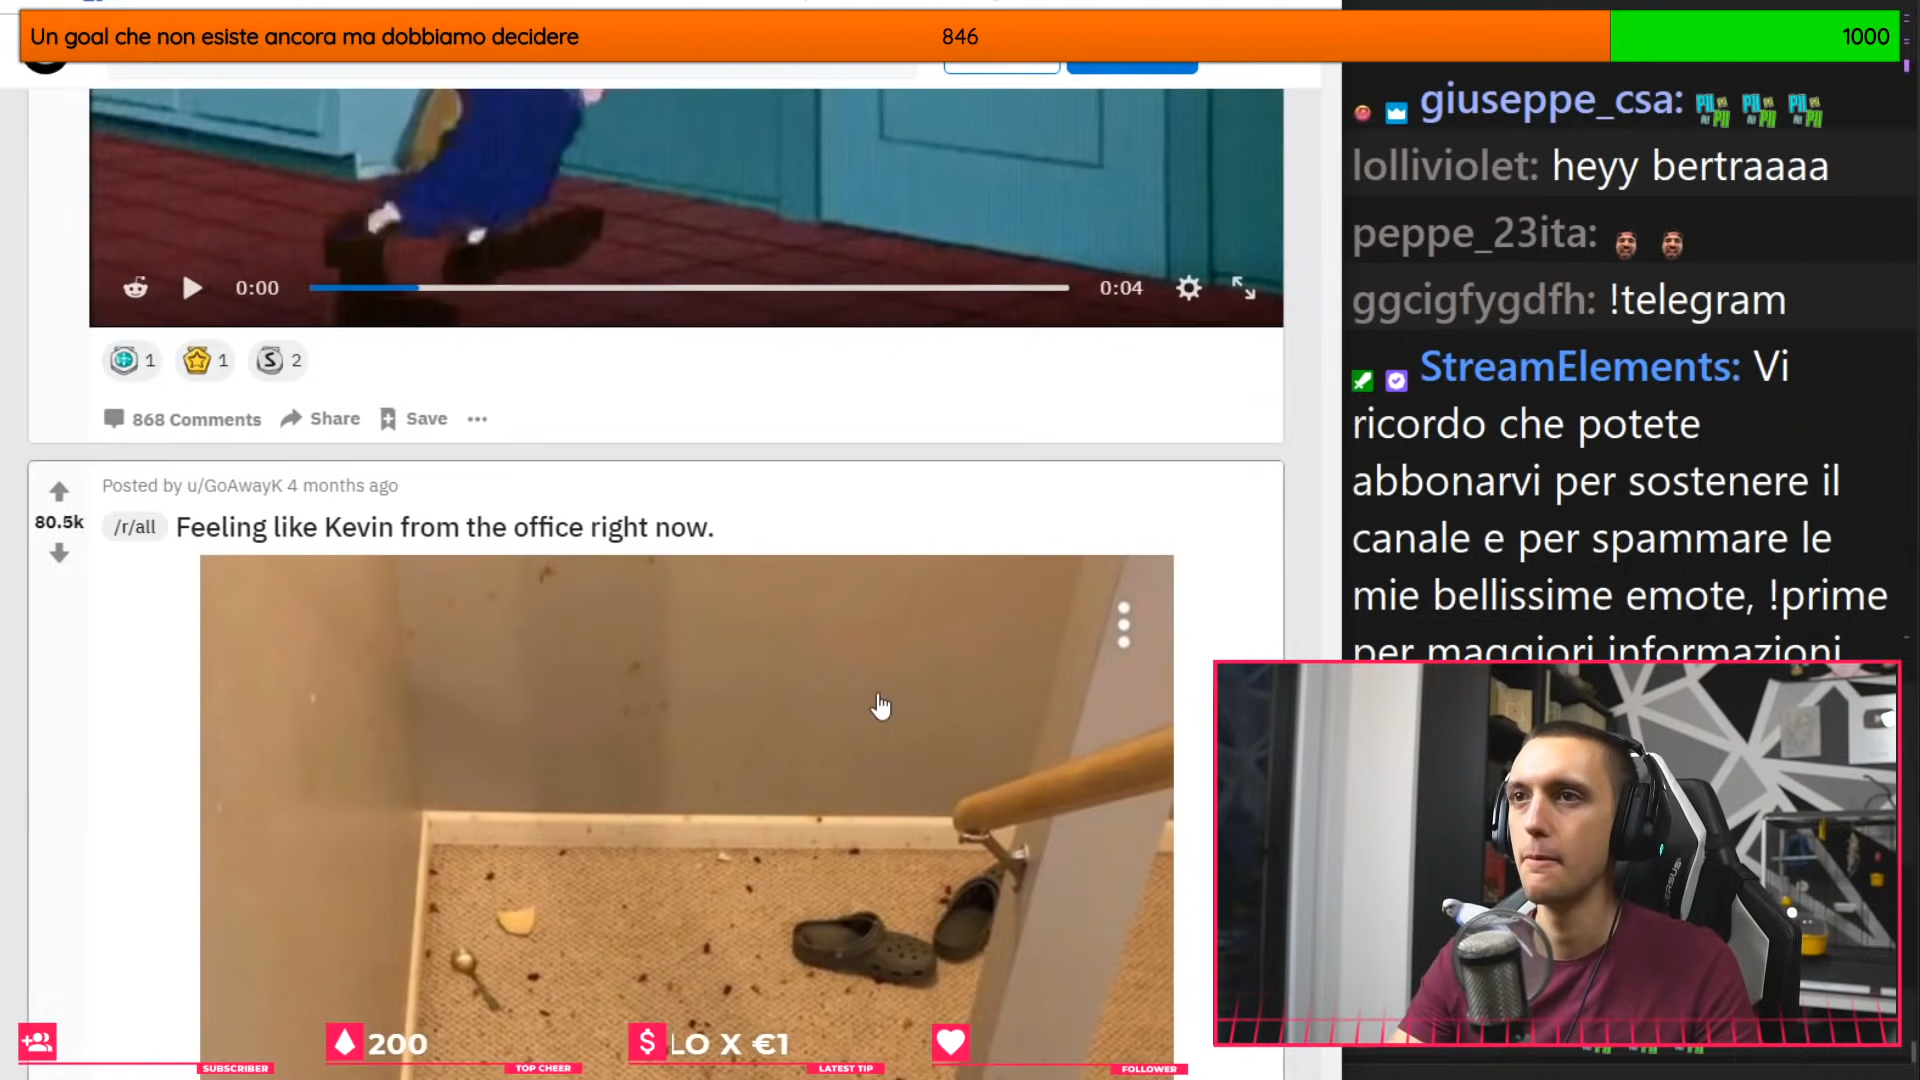 Un goal che non esiste ancora ma dobbiamo decidere 846 1000
0:00 0:04
1 1 2
868 Comments Share Save
Posted by u/GoAwayK 4 months ago
80.5k
/r/all Feeling like Kevin from the office right now.
giuseppe_csa:
lolliviolet: heyy bertraaaa
peppe_23ita:
ggcigfygdfh: !telegram
StreamElements: Vi
ricordo che potete
abbonarvi per sostenere il
canale e per spammare le
mie bellissime emote, !prime
per maggiori informazioni
200
LO X €1
SUBSCRIBER
TOP CHEER
LATEST TIP
FOLLOWER